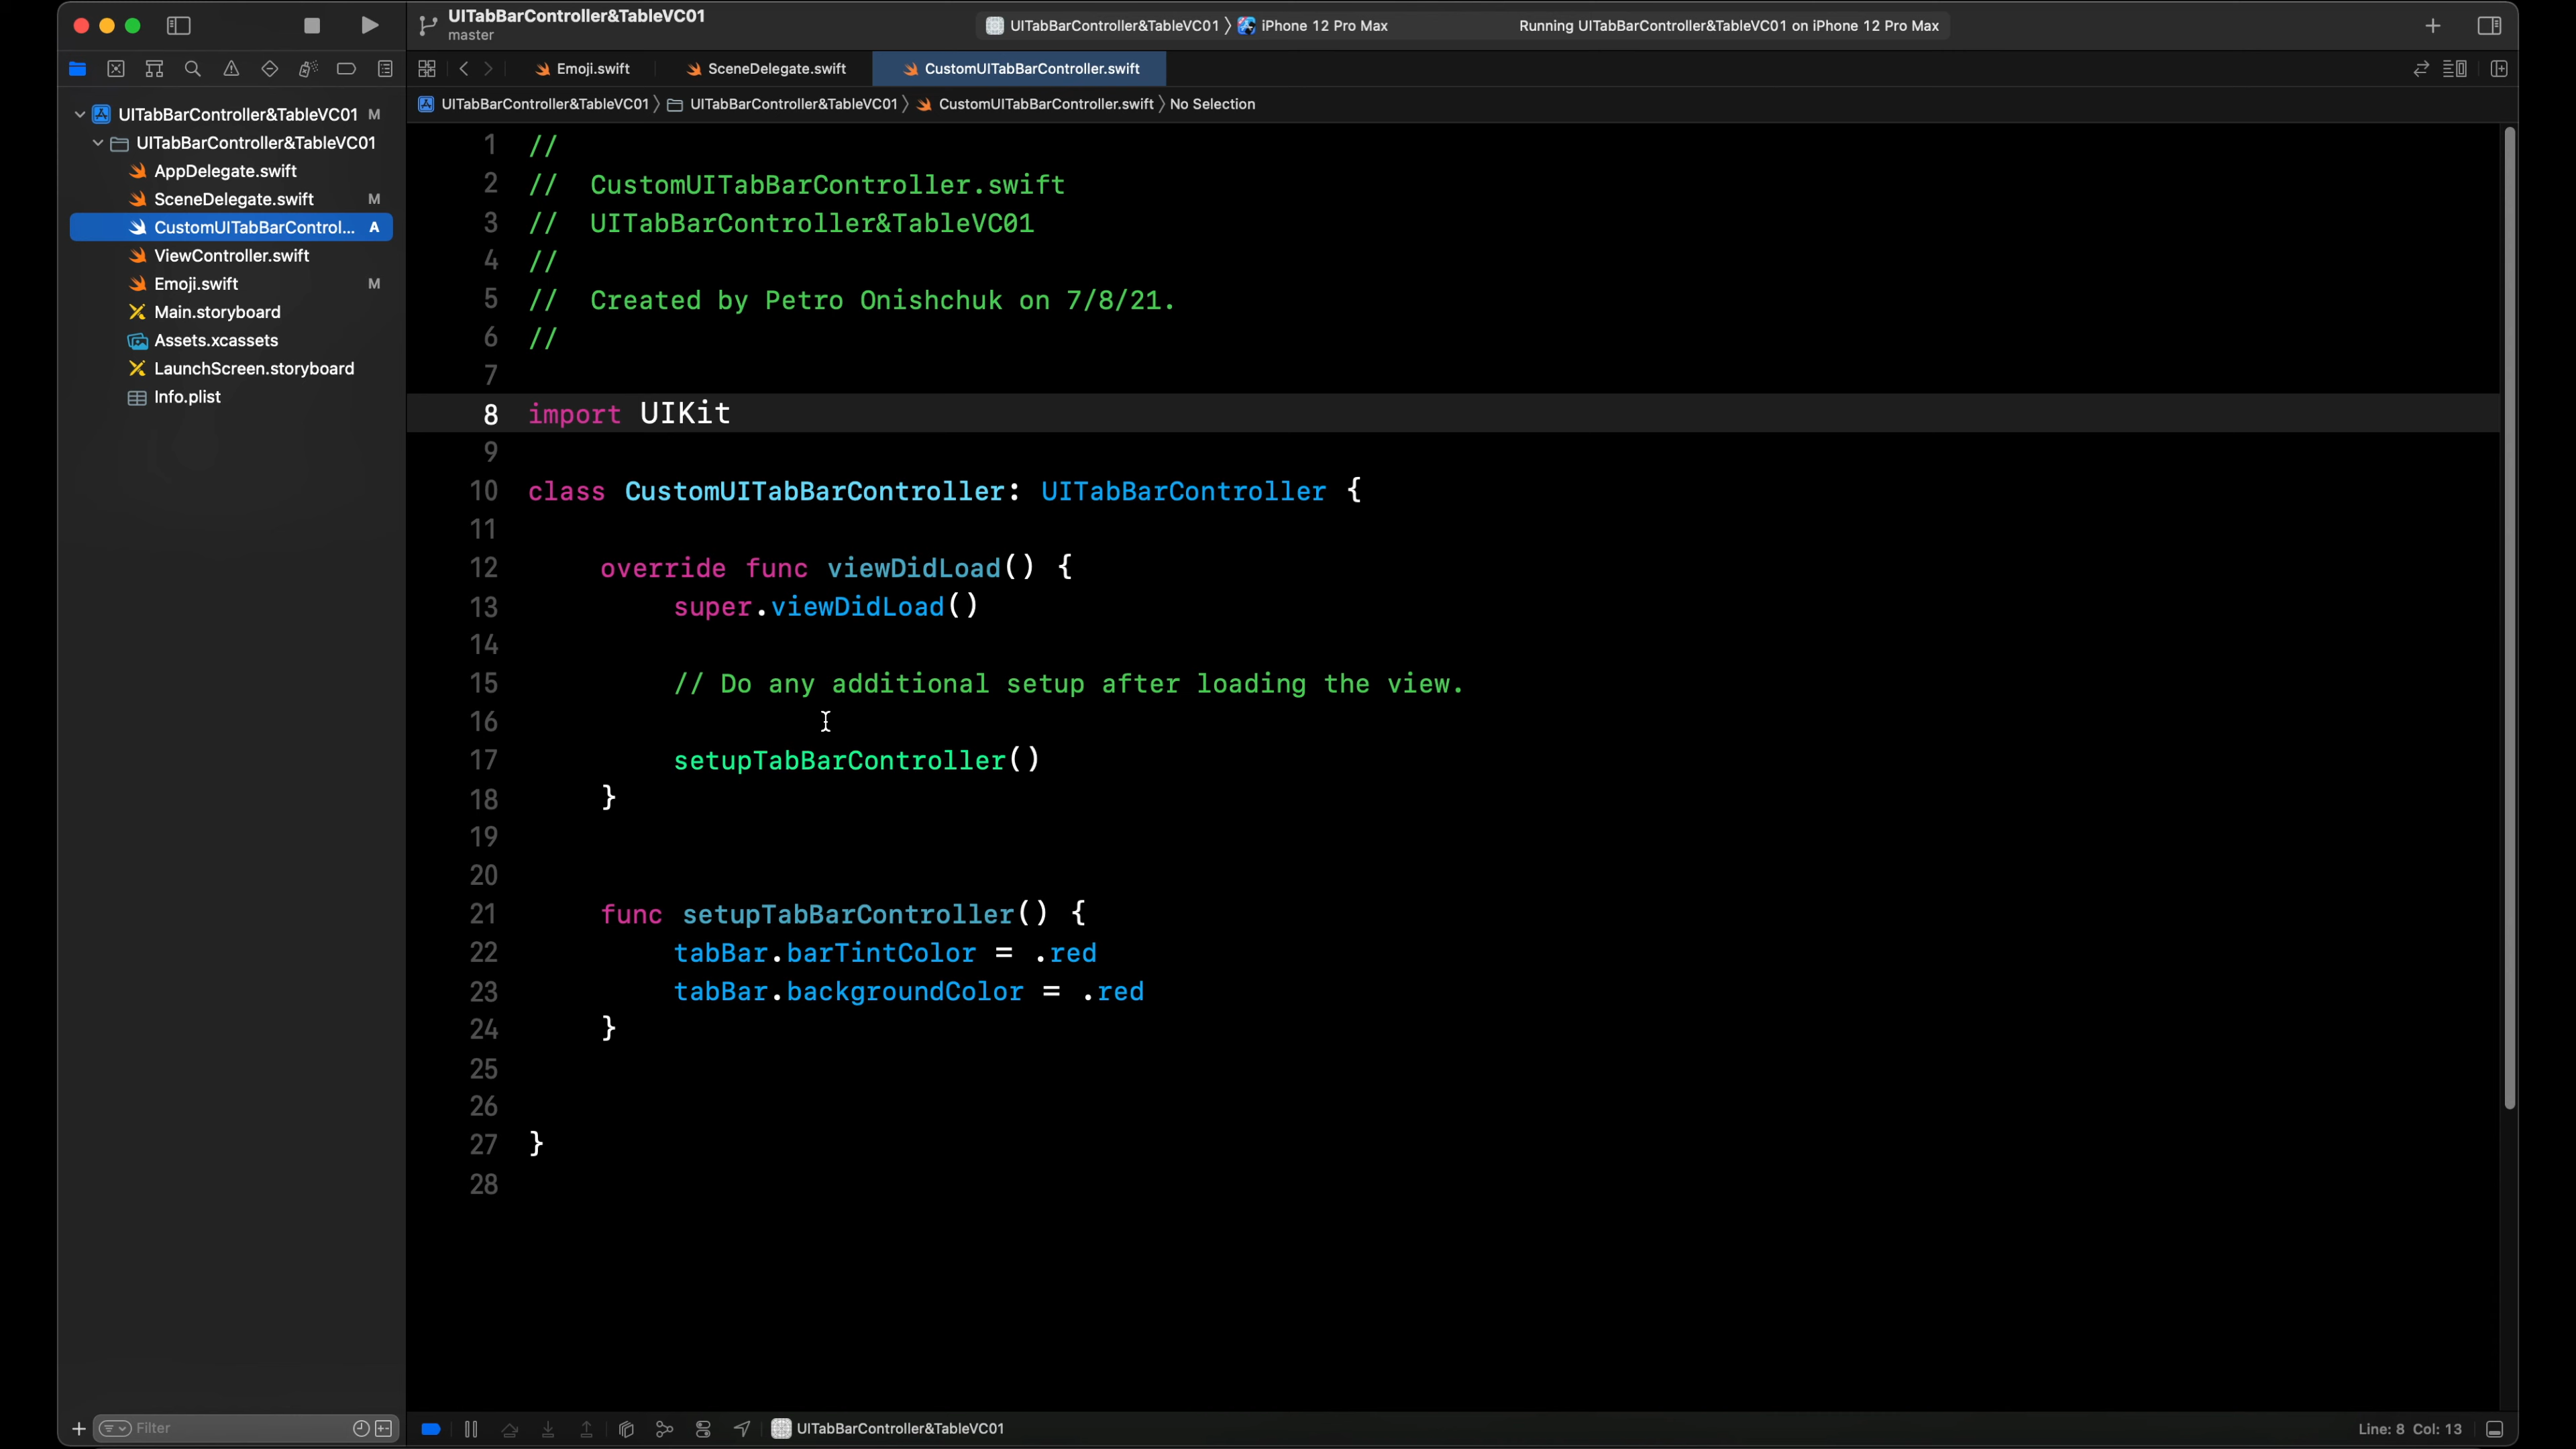 UITabBarController&TableVC01
master
UITabBarController&TableVC01 〉 iPhone 12 Pro Max
Running UITabBarController&TableVC01 on iPhone 12 Pro Max
Emoji.swift
SceneDelegate.swift
CustomUITabBarController.swift
UITabBarController&TableVC01 〉 UITabBarController&TableVC01 〉 CustomUITabBarController.swift 〉 No Selection
UITabBarController&TableVC01 M
UITabBarController&TableVC01
AppDelegate.swift
SceneDelegate.swift M
CustomUITabBarControl... A
ViewController.swift
Emoji.swift M
Main.storyboard
Assets.xcassets
LaunchScreen.storyboard
Info.plist
1 //
2 //  CustomUITabBarController.swift
3 //  UITabBarController&TableVC01
4 //
5 //  Created by Petro Onishchuk on 7/8/21.
6 //
7
8 import UIKit
9
10 class CustomUITabBarController: UITabBarController {
11
12 override func viewDidLoad() {
13 super.viewDidLoad()
14
15 // Do any additional setup after loading the view.
16
17 setupTabBarController()
18 }
19
20
21 func setupTabBarController() {
22 tabBar.barTintColor = .red
23 tabBar.backgroundColor = .red
24 }
25
26
27 }
28
Filter
UITabBarController&TableVC01
Line: 8 Col: 13